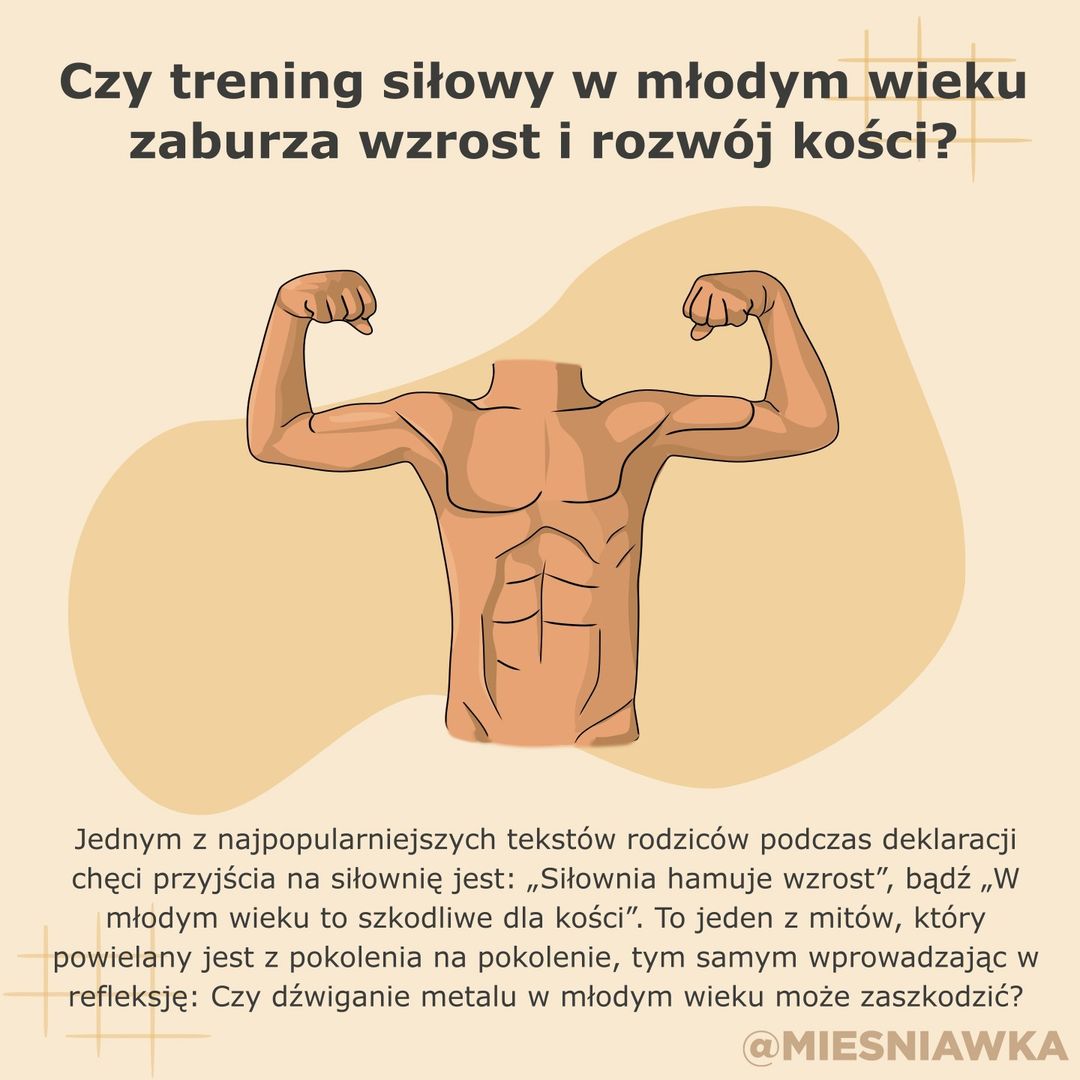 Czy trening siłowy w młodym wieku
zaburza wzrost i rozwój kości?
Jednym z najpopularniejszych tekstów rodziców podczas deklaracji
chęci przyjścia na siłownię jest: „Siłownia hamuje wzrost”, bądź „W
młodym wieku to szkodliwe dla kości”. To jeden z mitów, który
powielany jest z pokolenia na pokolenie, tym samym wprowadzając w
refleksję: Czy dźwiganie metalu w młodym wieku może zaszkodzić?
@MIESNIAWKA